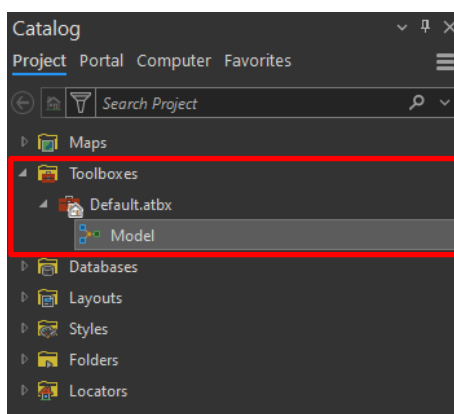 Catalog
Project Portal Computer Favorites
Search Project
Maps
Toolboxes
Default.atbx
Model
Databases
Layouts
Styles
Folders
Locators